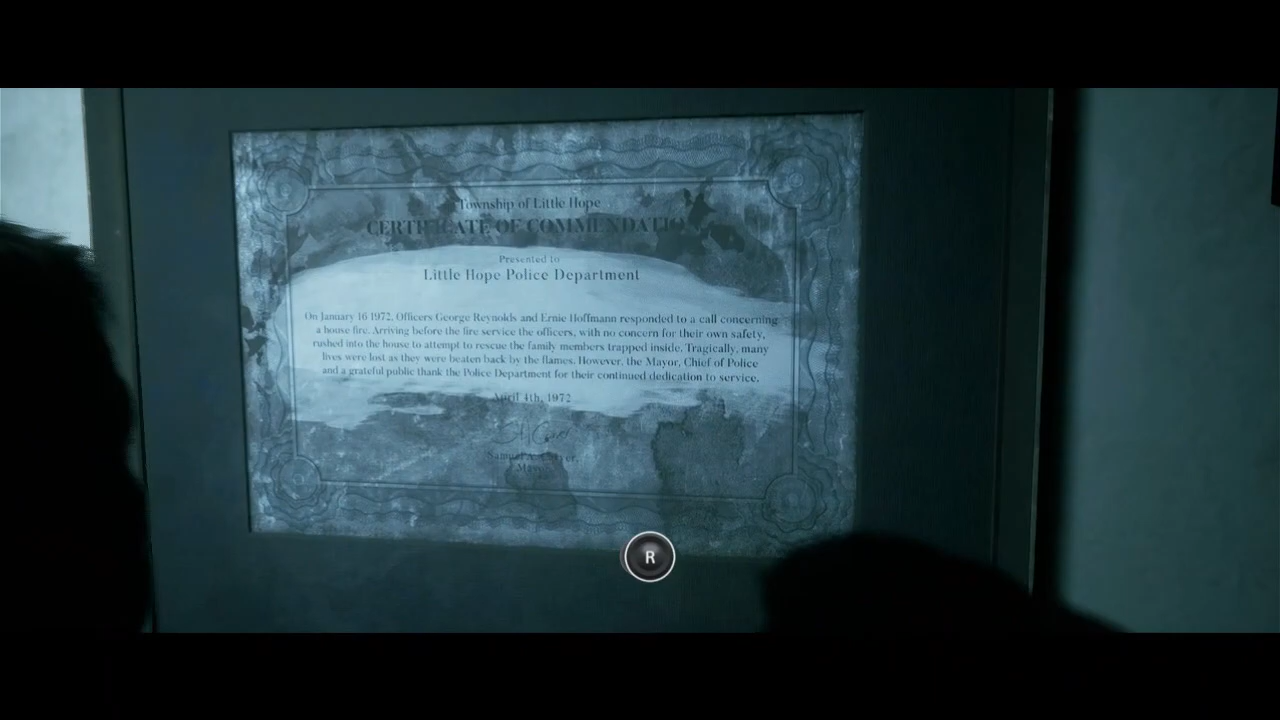 Township of Little Hope
CERTIFICATE OF COMMENDATIO
Presented to
Little Hope Police Department
On January 16 1972, Officers George Reynolds and Ernie Hoffmann responded to a call concerning
a house fire. Arriving before the fire service the officers, with no concern for their own safety,
rushed into the house to attempt to rescue the family members trapped inside. Tragically, many
lives were lost as they were beaten back by the flames. However, the Mayor, Chief of Police
and a grateful public thank the Police Department for their continued dedication to service.
April 4th, 1972
Samuel A.
Mayor
R